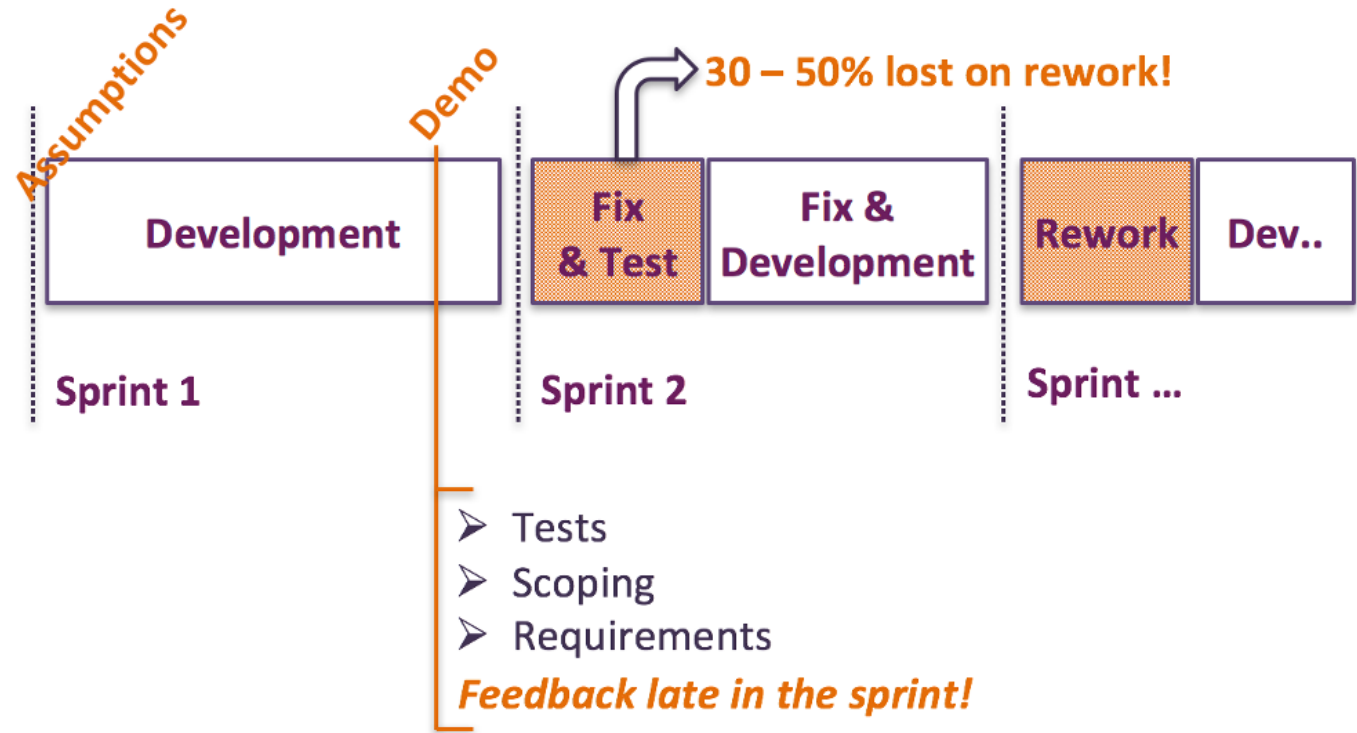 Assumptions
Demo
30 – 50% lost on rework!
Development
Fix
& Test
Fix &
Development
Rework
Dev..
Sprint 1
Sprint 2
Sprint ...
➢ Tests
➢ Scoping
➢ Requirements
Feedback late in the sprint!